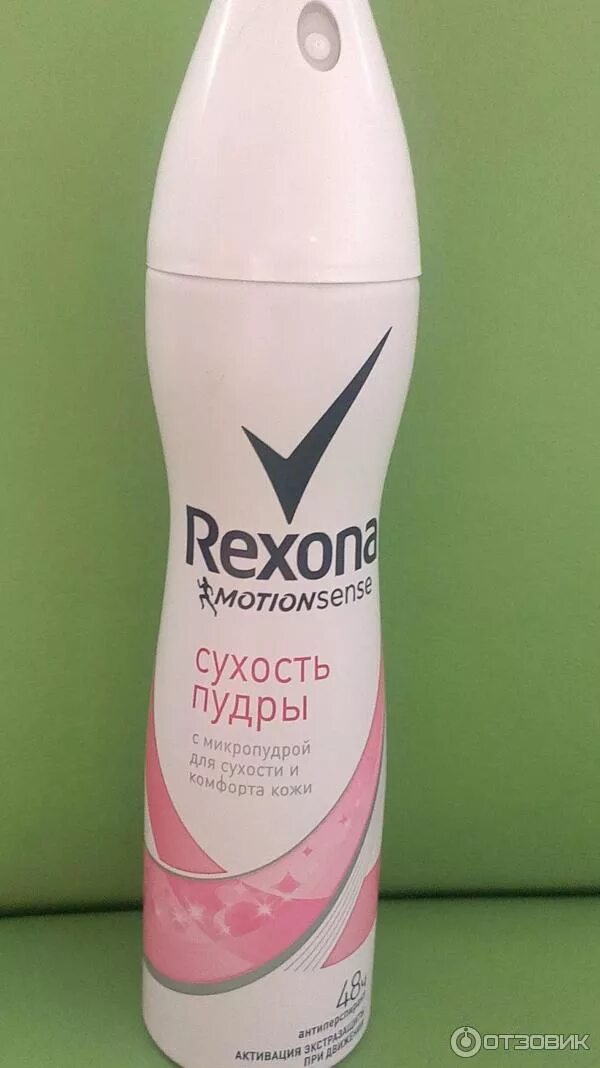 Rexona
MOTIONsense
сухость
пудры
с микропудрой
для сухости и
комфорта кожи
48ч
антиперспирант
АКТИВАЦИЯ ЭКСТРАЗАЩИТЫ
ПРИ ДВИЖЕНИИ
ОТЗОВИК